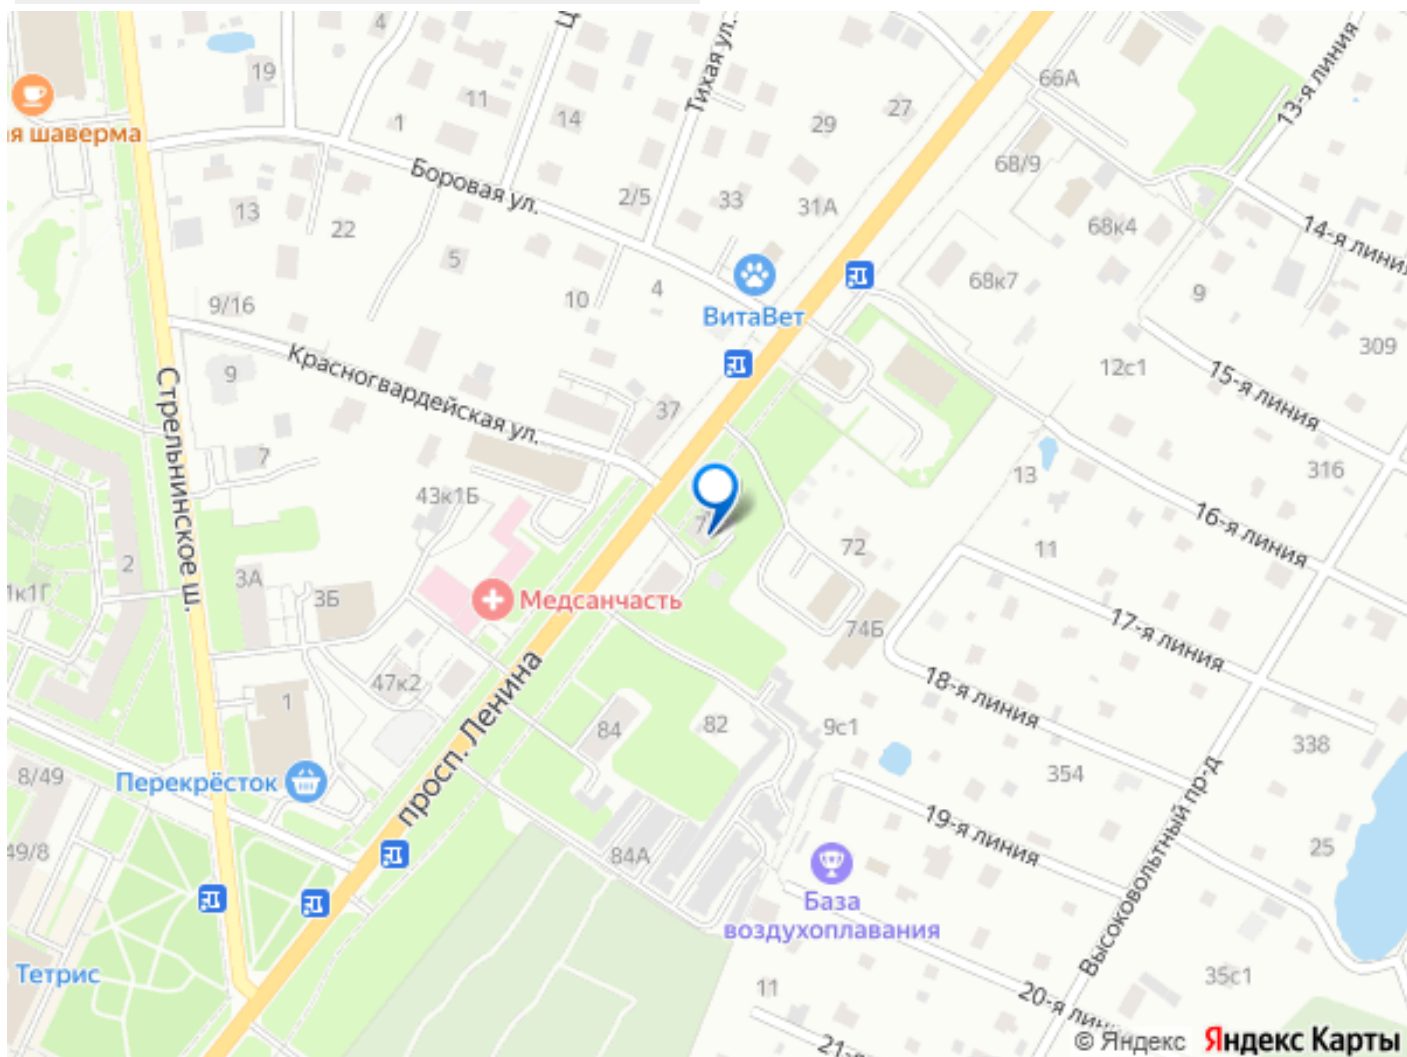 4
19
11
14
1
Тихая ул.
29
27
66А
13-я линия
я шаверма
68/9
Боровая ул.
2/5
33
31А
13
22
68к4
14-я линия
5
9/16
10
4
68к7
9
ВитаВет
309
Красногвардейская ул.
12с1
15-я линия
9
37
Стрельнинское ш.
7
43к1Б
13
316
16-я линия
7
72
11
2
1к1Г
3А
3Б
Медсанчасть
74Б
17-я линия
47к2
18-я линия
1
84
82
9с1
просп. Ленина
338
8/49
Перекрёсток
354
Высоковольтный пр-д
19-я линия
49/8
84А
25
База
воздухоплавания
Тетрис
11
35с1
20-я линия
21-я
© Яндекс Яндекс Карты